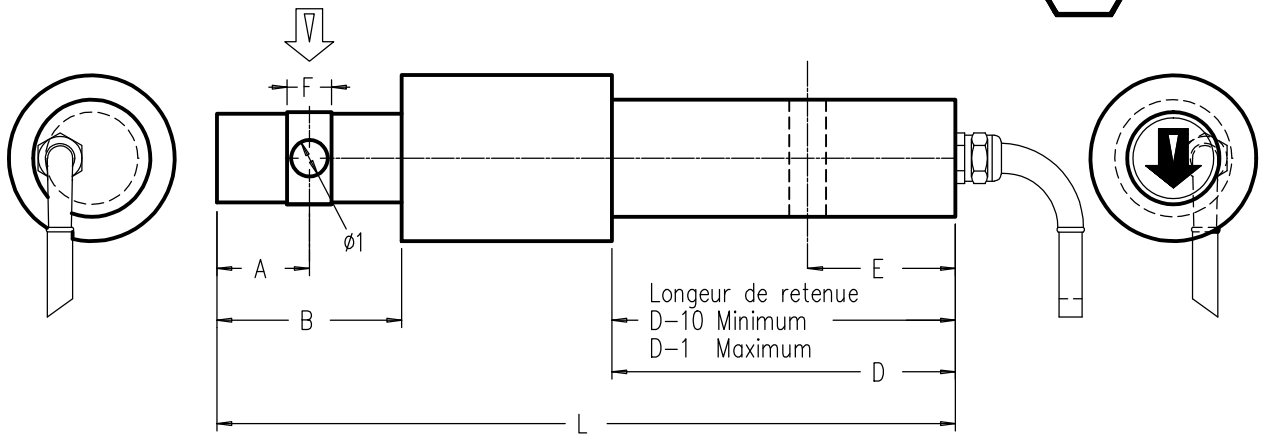 F
ø1
A
E
Longeur de retenue
B
D-10 Minimum
D-1 Maximum
D
L